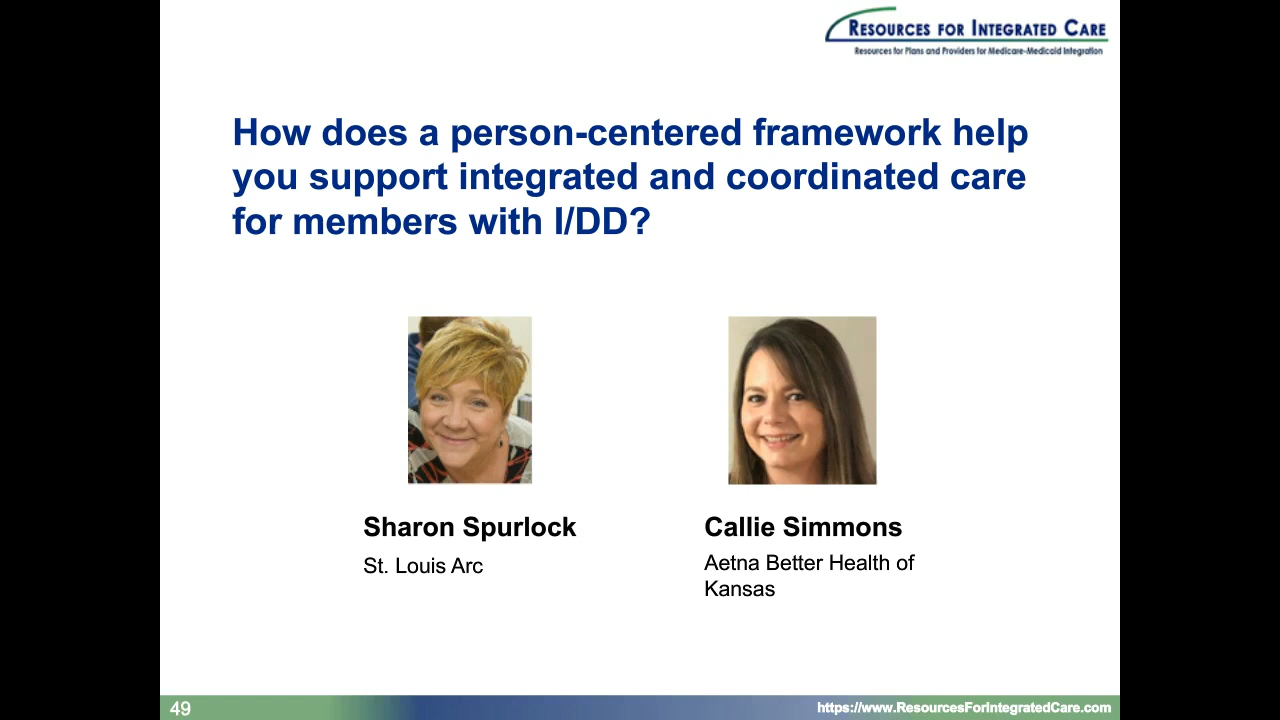 RESOURCES FOR INTEGRATED CARE
Resources for Plans and Providers for Medicare-Medicaid Integration
How does a person-centered framework help
you support integrated and coordinated care
for members with I/DD?
Sharon Spurlock
St. Louis Arc
Callie Simmons
Aetna Better Health of
Kansas
49
https://www.ResourcesForIntegratedCare.com